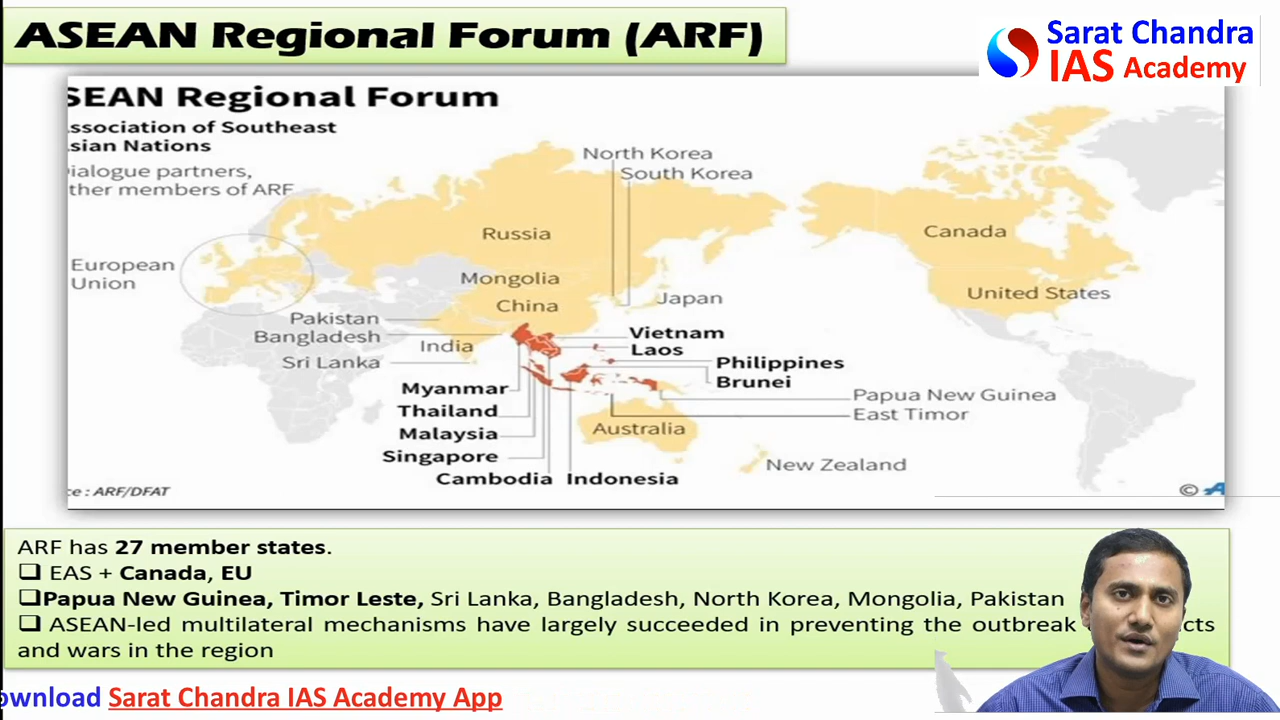 ASEAN Regional Forum (ARF)
Sarat Chandra
IAS Academy
SEAN Regional Forum
ssociation of Southeast
sian Nations
ialogue partners,
ther members of ARF
North Korea
South Korea
Russia
Canada
European
Union
Mongolia
United States
China
Japan
Pakistan
Bangladesh
India
Sri Lanka
Vietnam
Laos
Philippines
Brunei
Myanmar
Thailand
Malaysia
Singapore
Cambodia Indonesia
Papua New Guinea
East Timor
Australia
New Zealand
ce : ARF/DFAT
© A
ARF has 27 member states.
❑ EAS + Canada, EU
❑Papua New Guinea, Timor Leste, Sri Lanka, Bangladesh, North Korea, Mongolia, Pakistan
❑ ASEAN-led multilateral mechanisms have largely succeeded in preventing the outbreak cts
and wars in the region
ownload Sarat Chandra IAS Academy App